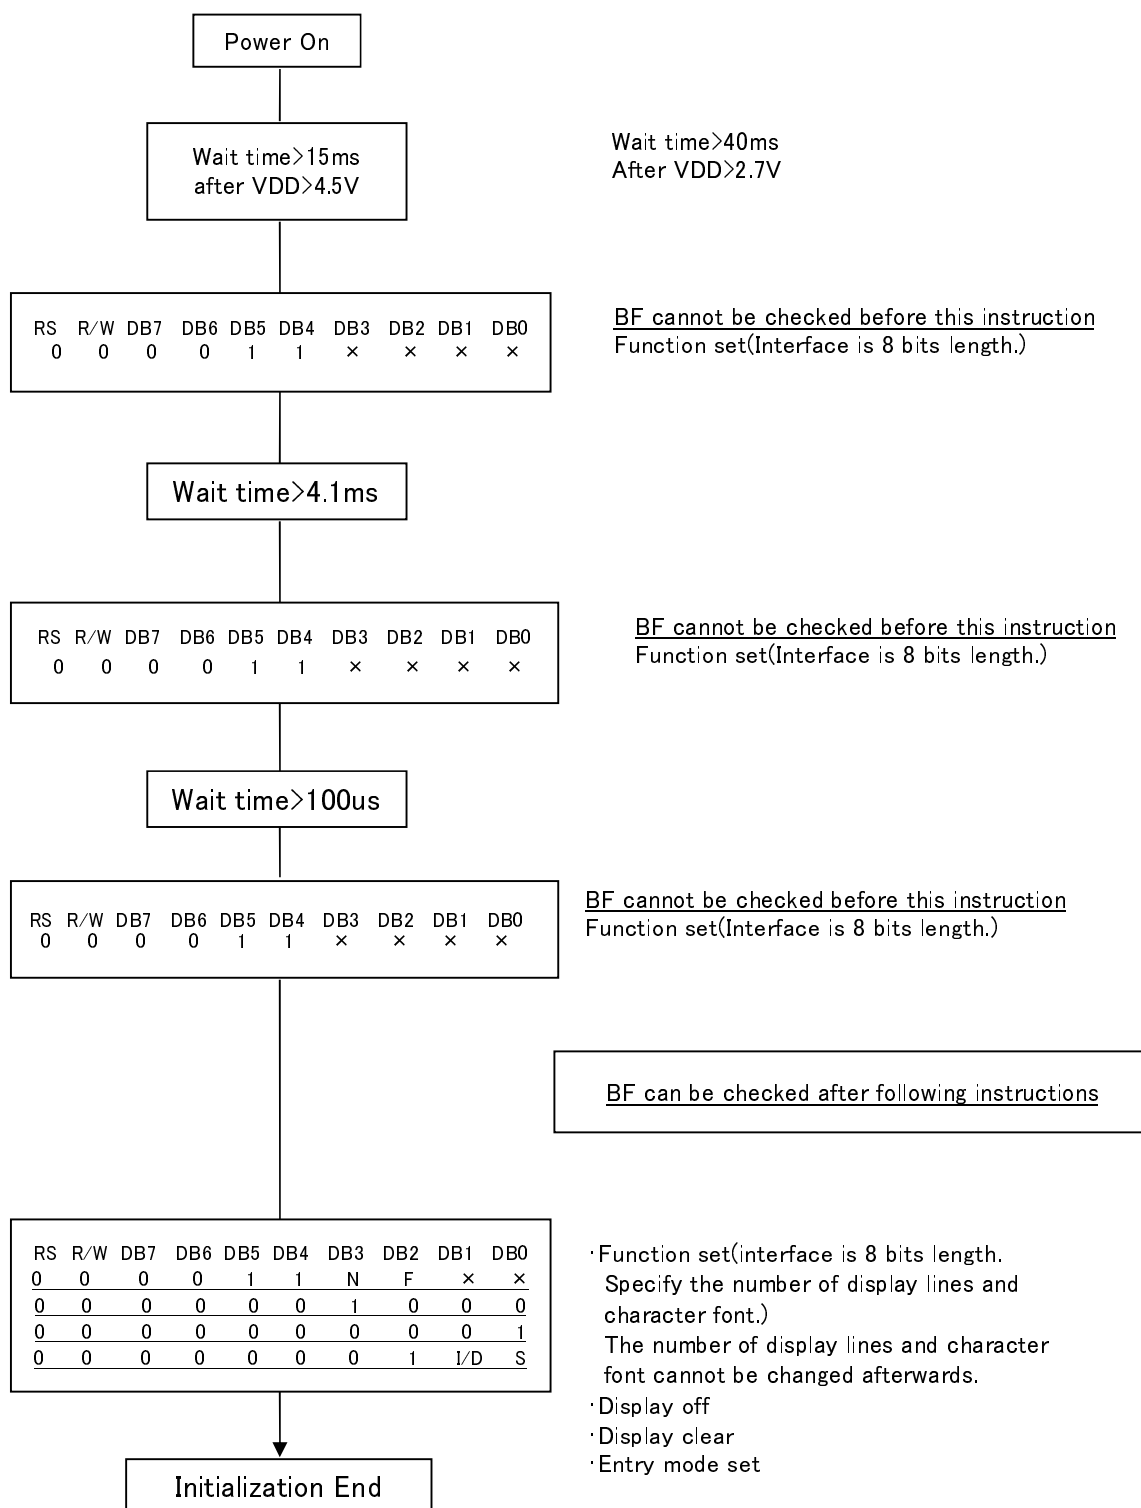 Power On
Wait time>15ms
after VDD>4.5V
Wait time>40ms
After VDD>2.7V
RS R/W DB7 DB6 DB5 DB4 DB3 DB2 DB1 DB0
0 0 0 0 1 1 × × × ×
BF cannot be checked before this instruction
Function set(Interface is 8 bits length.)
Wait time>4.1ms
RS R/W DB7 DB6 DB5 DB4 DB3 DB2 DB1 DB0
0 0 0 0 1 1 × × × ×
BF cannot be checked before this instruction
Function set(Interface is 8 bits length.)
Wait time>100us
RS R/W DB7 DB6 DB5 DB4 DB3 DB2 DB1 DB0
0 0 0 0 1 1 × × × ×
BF cannot be checked before this instruction
Function set(Interface is 8 bits length.)
BF can be checked after following instructions
RS R/W DB7 DB6 DB5 DB4 DB3 DB2 DB1 DB0
0 0 0 0 1 1 N F × ×
0 0 0 0 0 0 1 0 0 0
0 0 0 0 0 0 0 0 0 1
0 0 0 0 0 0 0 1 I/D S
·Function set(interface is 8 bits length.
Specify the number of display lines and
character font.)
The number of display lines and character
font cannot be changed afterwards.
·Display off
·Display clear
·Entry mode set
Initialization End